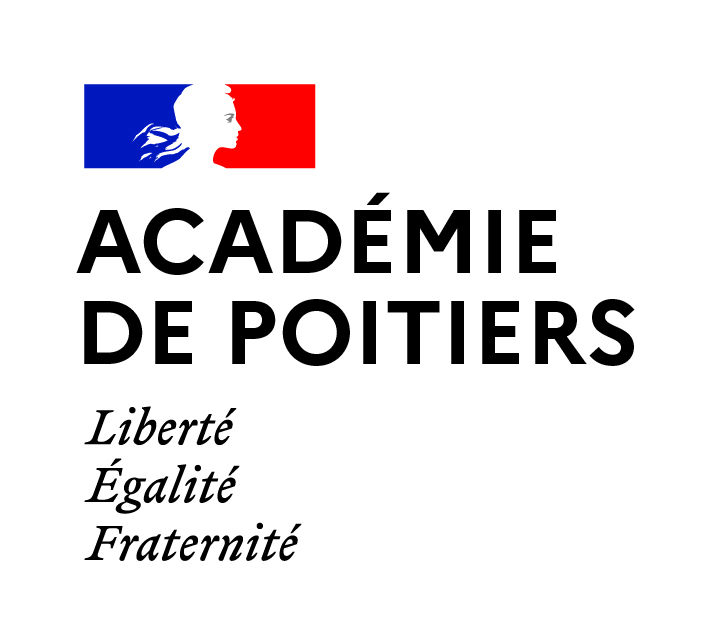 ACADÉMIE
DE POITIERS
Liberté
Égalité
Fraternité